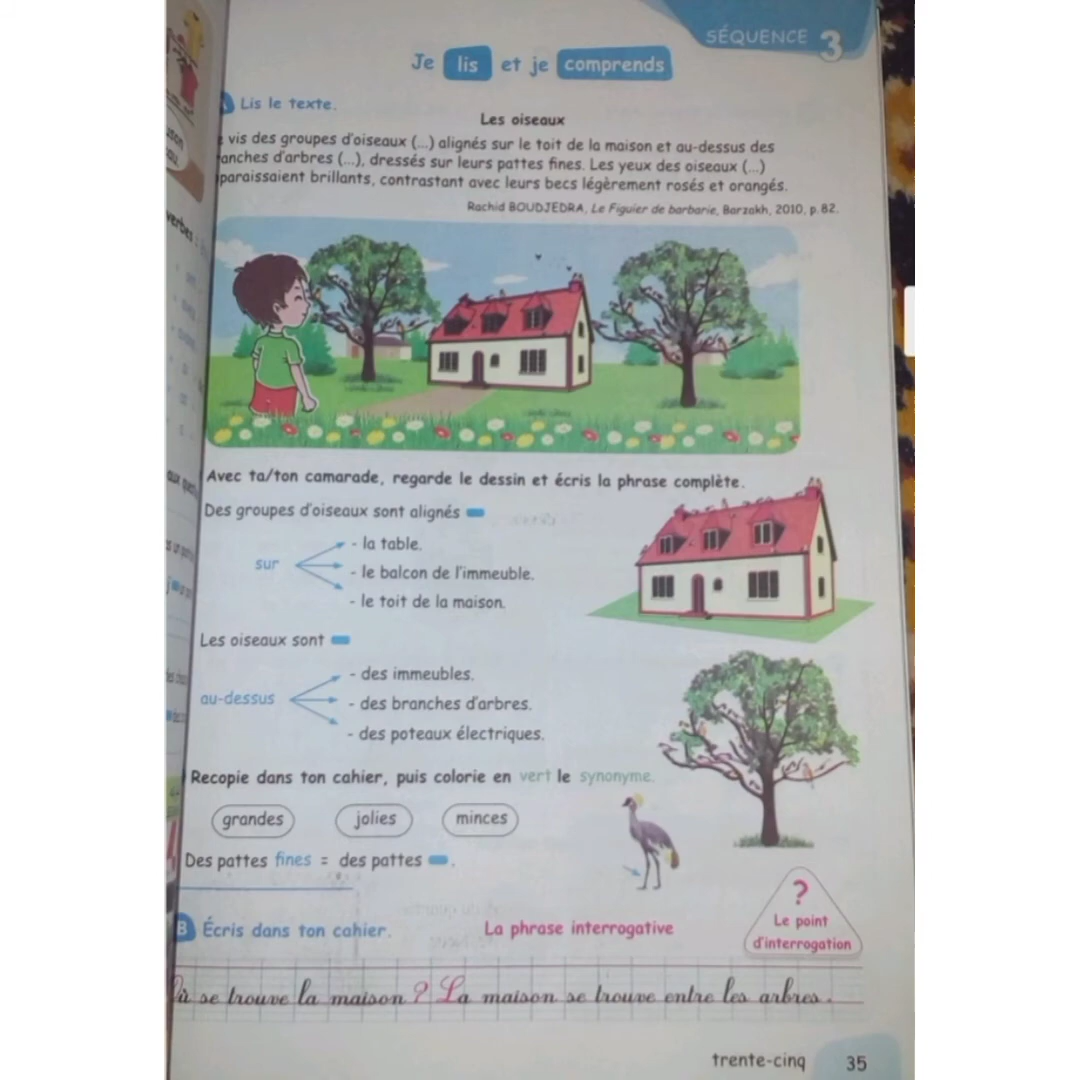 SÉQUENCE 3
Je lis et je comprends
Lis le texte.
Les oiseaux
vis des groupes d'oiseaux (...) alignés sur le toit de la maison et au-dessus des
anches d'arbres (...), dressés sur leurs pattes fines. Les yeux des oiseaux (...)
paraissaient brillants, contrastant avec leurs becs légèrement rosés et orangés.
Rachid BOUDJEDRA, Le Figuier de barbarie, Barzakh, 2010, p.82.
verbes :
Avec ta/ton camarade, regarde le dessin et écris la phrase complète.
Des groupes d'oiseaux sont alignés
sur
- la table.
- le balcon de l'immeuble.
- le toit de la maison.
Les oiseaux sont
au-dessus
- des immeubles.
- des branches d'arbres.
- des poteaux électriques.
Recopie dans ton cahier, puis colorie en vert le synonyme.
grandes jolies minces
Des pattes fines = des pattes .
B Écris dans ton cahier.
La phrase interrogative
?
Le point
d'interrogation
Où se trouve la maison ? La maison se trouve entre les arbres.
trente-cinq 35